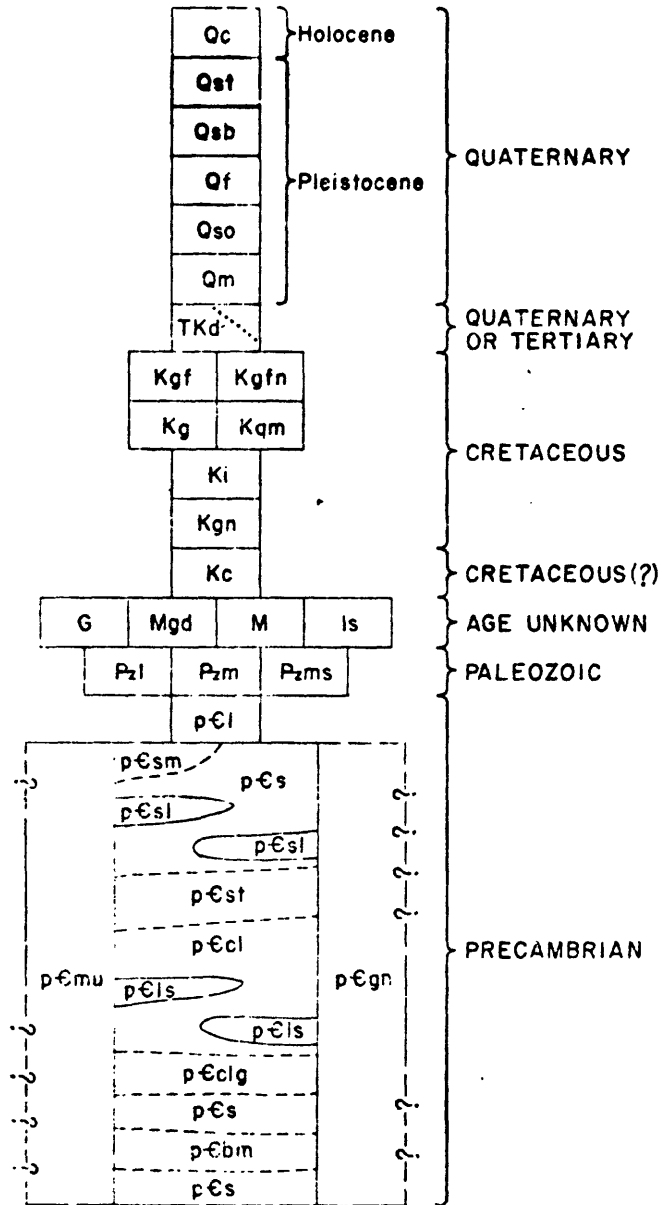 Qc
Holocene
Qst
Qsb
Qf
Pleistocene
Qso
Qm
QUATERNARY
TKd
QUATERNARY
OR TERTIARY
Kgf Kgfn
Kg Kqm
Ki
Kgn
CRETACEOUS
Kc
CRETACEOUS(?)
G Mgd M ls
AGE UNKNOWN
Pzl Pzm Pzms
PALEOZOIC
p€l
p€sm
p€s
? ?
p€sl
?
p€sl
?
p€st
?
p€cl
PRECAMBRIAN
p€mu
p€gn
p€ls
? p€ls
? p€clg
? p€s ?
p€bm ?
? p€s